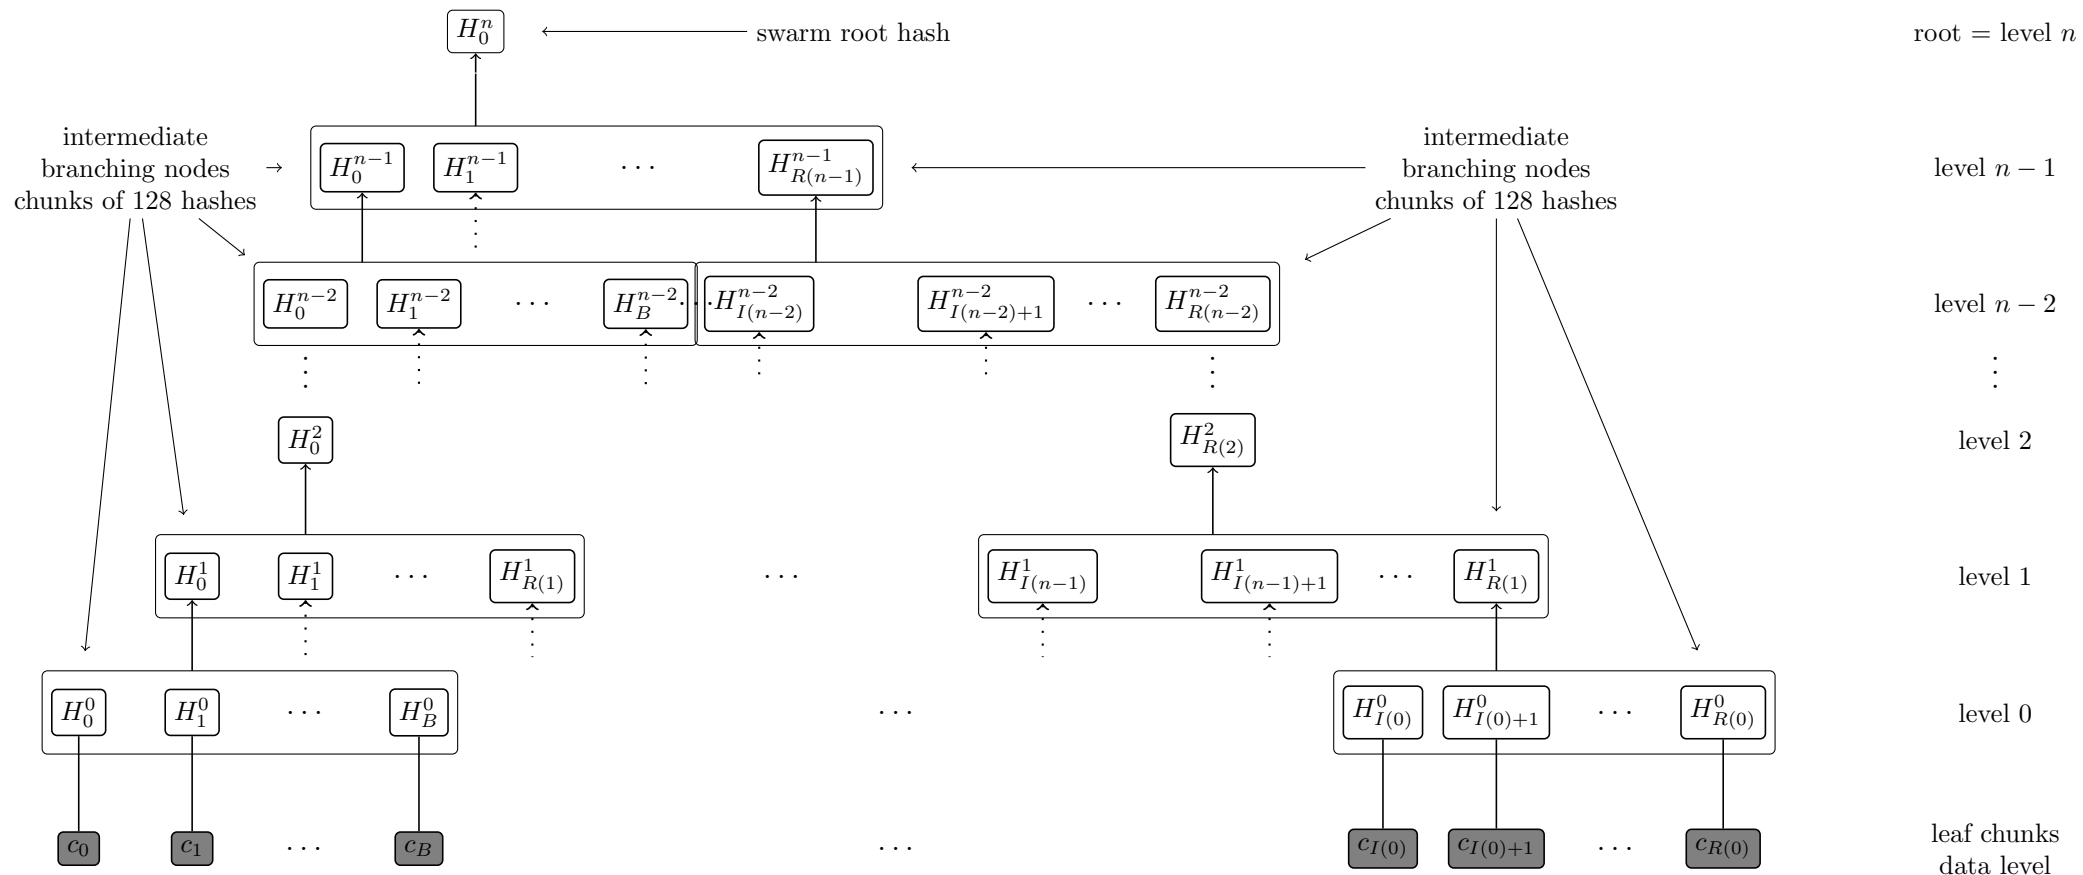 $H_0^n$ swarm root hash root = level $n$
intermediate
branching nodes
chunks of 128 hashes
$H_0^{n-1}$ $H_1^{n-1}$ ··· $H_{R(n-1)}^{n-1}$
intermediate
branching nodes
chunks of 128 hashes
level $n-1$
$H_0^{n-2}$ $H_1^{n-2}$ ··· $H_B^{n-2}$ ··· $H_{I(n-2)}^{n-2}$ $H_{I(n-2)+1}^{n-2}$ ··· $H_{R(n-2)}^{n-2}$ level $n-2$
⋮ ⋮ ⋮
$H_0^2$ $H_{R(2)}^2$ level 2
$H_0^1$ $H_1^1$ ··· $H_{R(1)}^1$ ··· $H_{I(n-1)}^1$ $H_{I(n-1)+1}^1$ ··· $H_{R(1)}^1$ level 1
$H_0^0$ $H_1^0$ ··· $H_B^0$ ··· $H_{I(0)}^0$ $H_{I(0)+1}^0$ ··· $H_{R(0)}^0$ level 0
$c_0$ $c_1$ ··· $c_B$ ··· $c_{I(0)}$ $c_{I(0)+1}$ ··· $c_{R(0)}$
leaf chunks
data level